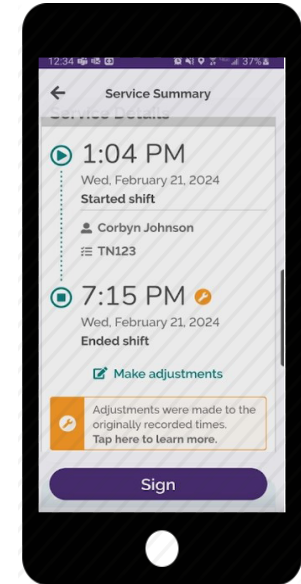 12:34
37%
Service Summary
Service Details
1:04 PM
Wed, February 21, 2024
Started shift
Corbyn Johnson
TN123
7:15 PM
Wed, February 21, 2024
Ended shift
Make adjustments
Adjustments were made to the
originally recorded times.
Tap here to learn more.
Sign